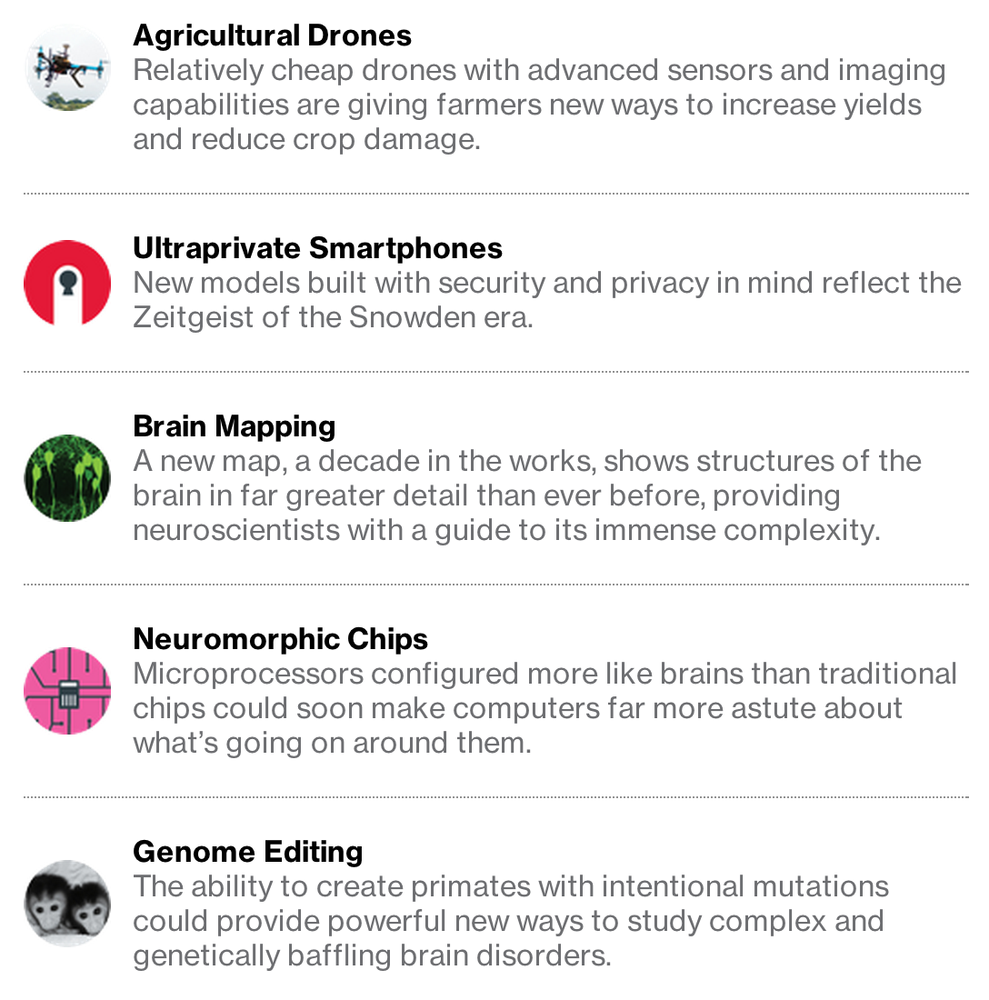 Agricultural Drones
Relatively cheap drones with advanced sensors and imaging
capabilities are giving farmers new ways to increase yields
and reduce crop damage.
Ultraprivate Smartphones
New models built with security and privacy in mind reflect the
Zeitgeist of the Snowden era.
Brain Mapping
A new map, a decade in the works, shows structures of the
brain in far greater detail than ever before, providing
neuroscientists with a guide to its immense complexity.
Neuromorphic Chips
Microprocessors configured more like brains than traditional
chips could soon make computers far more astute about
what’s going on around them.
Genome Editing
The ability to create primates with intentional mutations
could provide powerful new ways to study complex and
genetically baffling brain disorders.